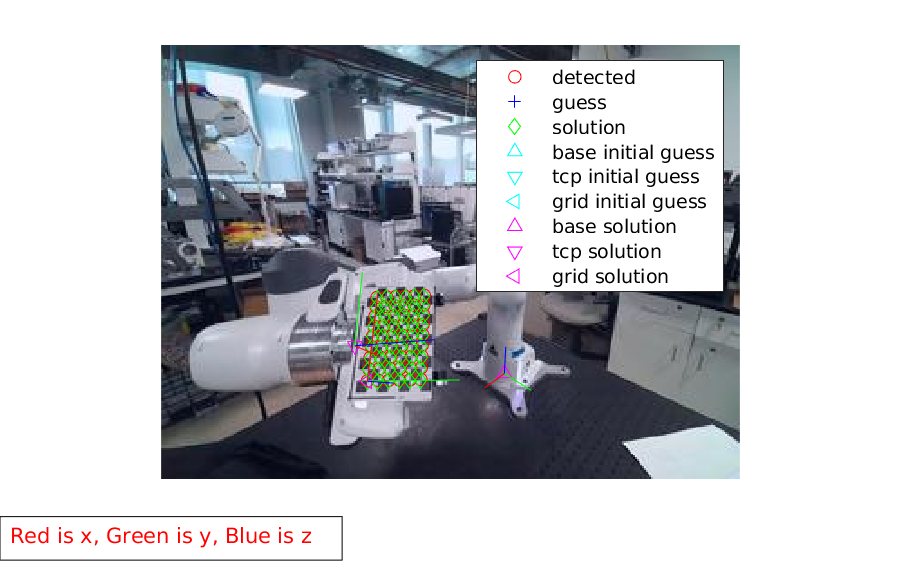 detected
guess
solution
base initial guess
tcp initial guess
grid initial guess
base solution
tcp solution
grid solution
Red is x, Green is y, Blue is z